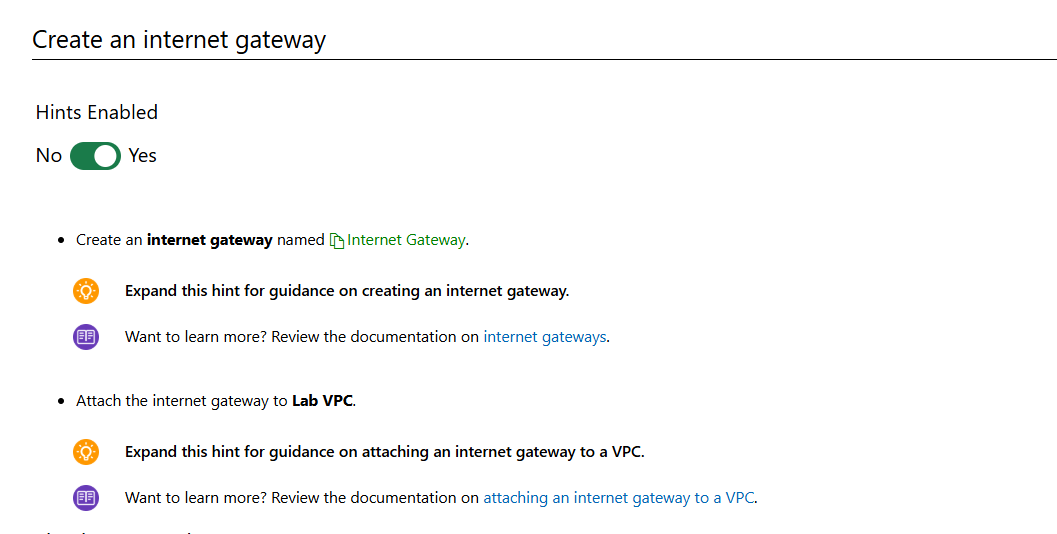 Create an internet gateway
Hints Enabled
No Yes
Create an internet gateway named Internet Gateway.
Expand this hint for guidance on creating an internet gateway.
Want to learn more? Review the documentation on internet gateways.
Attach the internet gateway to Lab VPC.
Expand this hint for guidance on attaching an internet gateway to a VPC.
Want to learn more? Review the documentation on attaching an internet gateway to a VPC.